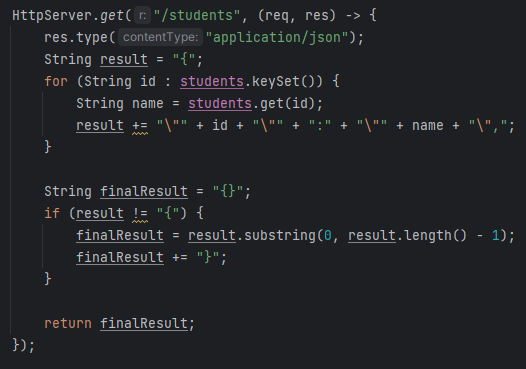 HttpServer.get( r: "/students", (req, res) -> {
    res.type( contentType: "application/json");
    String result = "{";
    for (String id : students.keySet()) {
        String name = students.get(id);
        result += "\"" + id + "\"" + ":" + "\"" + name + "\",";
    }

    String finalResult = "{}";
    if (result != "{") {
        finalResult = result.substring(0, result.length() - 1);
        finalResult += "}";
    }

    return finalResult;
});